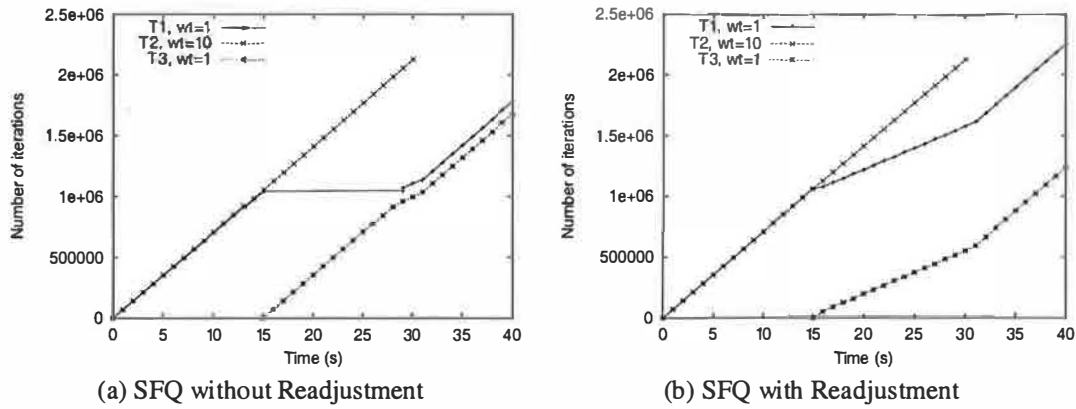 T1, wt=1
T2, wt=10
T3, wt=1
2.5e+06
2e+06
1.5e+06
1e+06
500000
0
Number of iterations
0 5 10 15 20 25 30 35 40
Time (s)
(a) SFQ without Readjustment
T1, wt=1
T2, wt=10
T3, wt=1
2.5e+06
2e+06
1.5e+06
1e+06
500000
0
Number of iterations
0 5 10 15 20 25 30 35 40
Time (s)
(b) SFQ with Readjustment